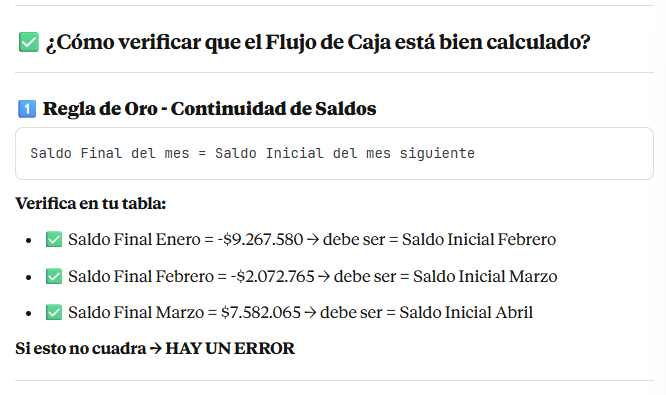 ✅ ¿Cómo verificar que el Flujo de Caja está bien calculado?
1️⃣ Regla de Oro - Continuidad de Saldos
Saldo Final del mes = Saldo Inicial del mes siguiente
Verifica en tu tabla:
• ✅ Saldo Final Enero = -$9.267.580 → debe ser = Saldo Inicial Febrero
• ✅ Saldo Final Febrero = -$2.072.765 → debe ser = Saldo Inicial Marzo
• ✅ Saldo Final Marzo = $7.582.065 → debe ser = Saldo Inicial Abril
Si esto no cuadra → HAY UN ERROR